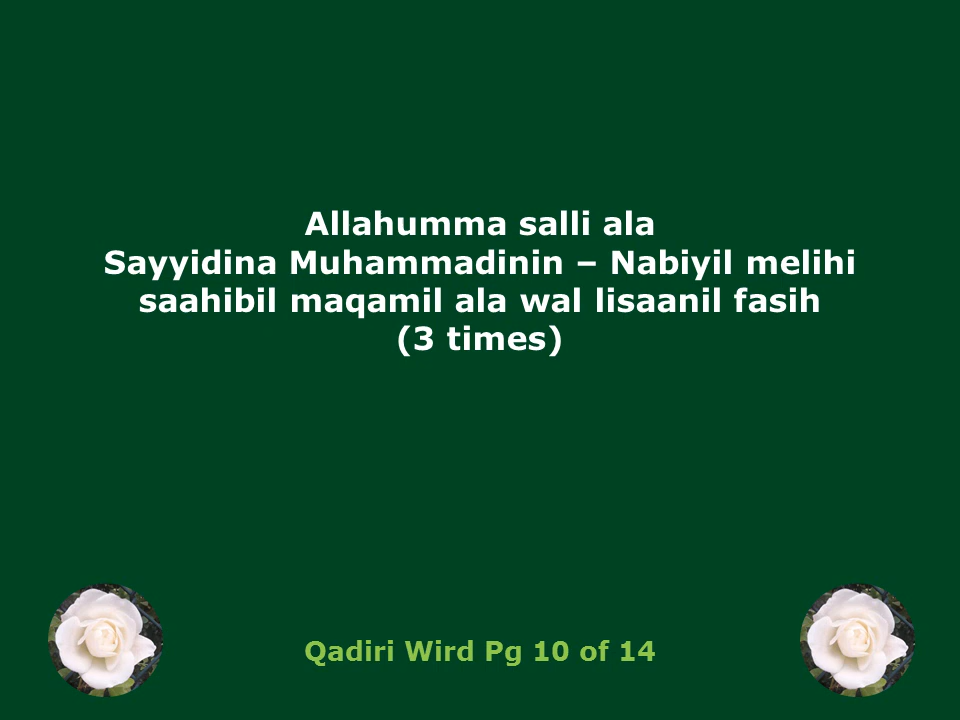 Allahumma salli ala
Sayyidina Muhammadinin – Nabiyil melihi
saahibil maqamil ala wal lisaanil fasih
(3 times)
Qadiri Wird Pg 10 of 14